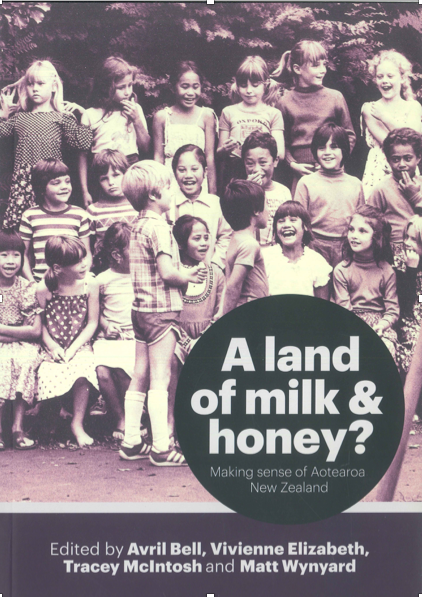 OXFORD
A land
of milk &
honey?
Making sense of Aotearoa
New Zealand
Edited by Avril Bell, Vivienne Elizabeth,
Tracey McIntosh and Matt Wynyard